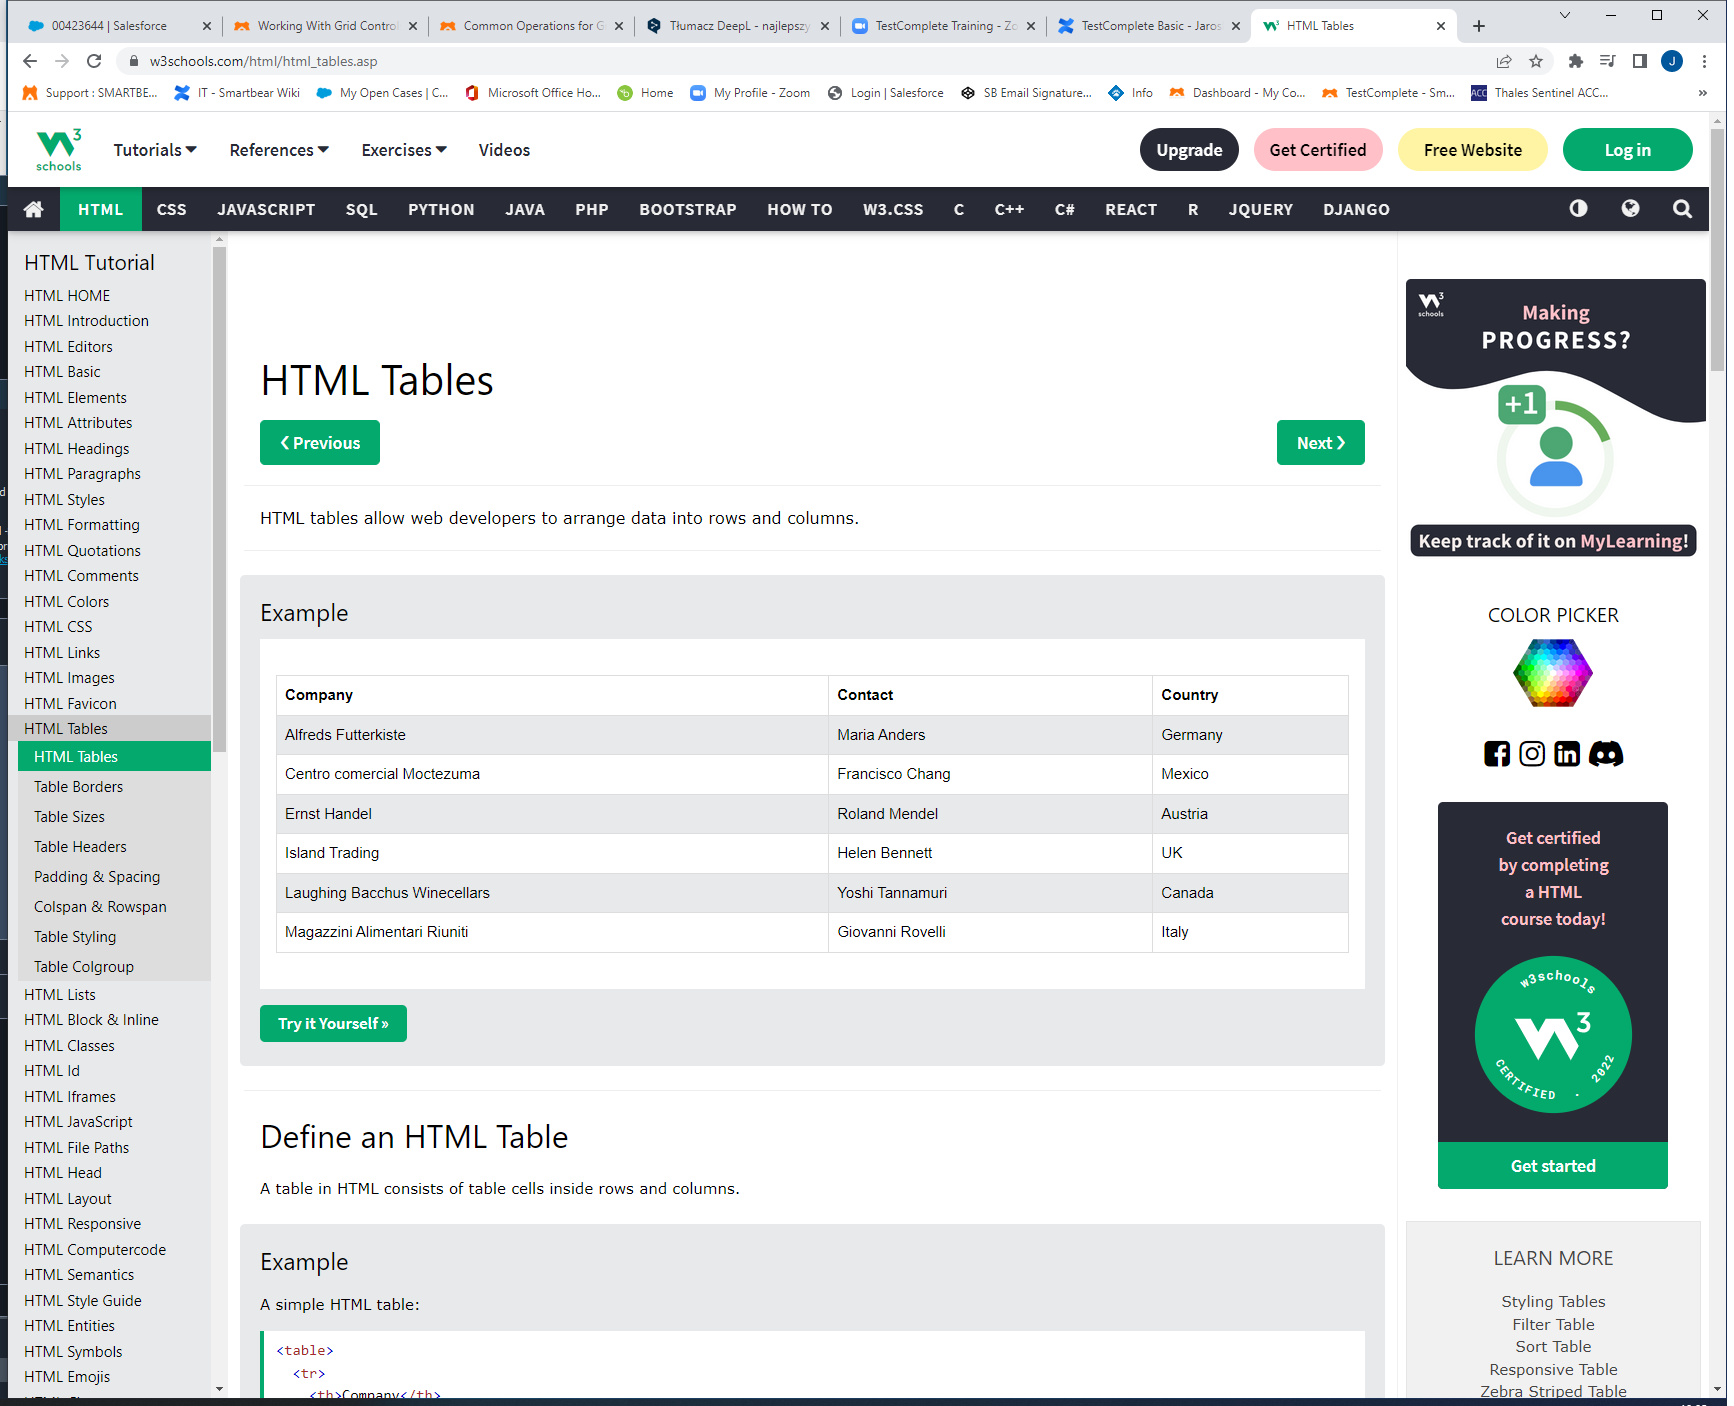 00423644 | Salesforce
Working With Grid Control
Common Operations for G
Tłumacz DeepL - najlepszy
TestComplete Training - Zo
TestComplete Basic - Jaros
HTML Tables
w3schools.com/html/html_tables.asp
J
Support : SMARTBE...
IT - Smartbear Wiki
My Open Cases | C...
Microsoft Office Ho...
Home
My Profile - Zoom
Login | Salesforce
SB Email Signature...
Info
Dashboard - My Co...
TestComplete - Sm...
ACC
Thales Sentinel ACC...
»
W3 schools
Tutorials
References
Exercises
Videos
Upgrade
Get Certified
Free Website
Log in
HTML
CSS
JAVASCRIPT
SQL
PYTHON
JAVA
PHP
BOOTSTRAP
HOW TO
W3.CSS
C
C++
C#
REACT
R
JQUERY
DJANGO
HTML Tutorial
HTML HOME
HTML Introduction
HTML Editors
HTML Basic
HTML Elements
HTML Attributes
HTML Headings
HTML Paragraphs
HTML Styles
HTML Formatting
HTML Quotations
HTML Comments
HTML Colors
HTML CSS
HTML Links
HTML Images
HTML Favicon
HTML Tables
HTML Tables
Table Borders
Table Sizes
Table Headers
Padding & Spacing
Colspan & Rowspan
Table Styling
Table Colgroup
HTML Lists
HTML Block & Inline
HTML Classes
HTML Id
HTML Iframes
HTML JavaScript
HTML File Paths
HTML Head
HTML Layout
HTML Responsive
HTML Computercode
HTML Semantics
HTML Style Guide
HTML Entities
HTML Symbols
HTML Emojis
HTML Tables
❮ Previous
Next ❯
HTML tables allow web developers to arrange data into rows and columns.
Example
Company Contact Country
Alfreds Futterkiste Maria Anders Germany
Centro comercial Moctezuma Francisco Chang Mexico
Ernst Handel Roland Mendel Austria
Island Trading Helen Bennett UK
Laughing Bacchus Winecellars Yoshi Tannamuri Canada
Magazzini Alimentari Riuniti Giovanni Rovelli Italy
Try it Yourself »
Define an HTML Table
A table in HTML consists of table cells inside rows and columns.
Example
A simple HTML table:
<table>
<tr>
<th>Company</th>
W3 schools
Making
PROGRESS?
+1
Keep track of it on MyLearning!
COLOR PICKER
Get certified
by completing
a HTML
course today!
w3schools
W3
CERTIFIED . 2022
Get started
LEARN MORE
Styling Tables
Filter Table
Sort Table
Responsive Table
Zebra Striped Table